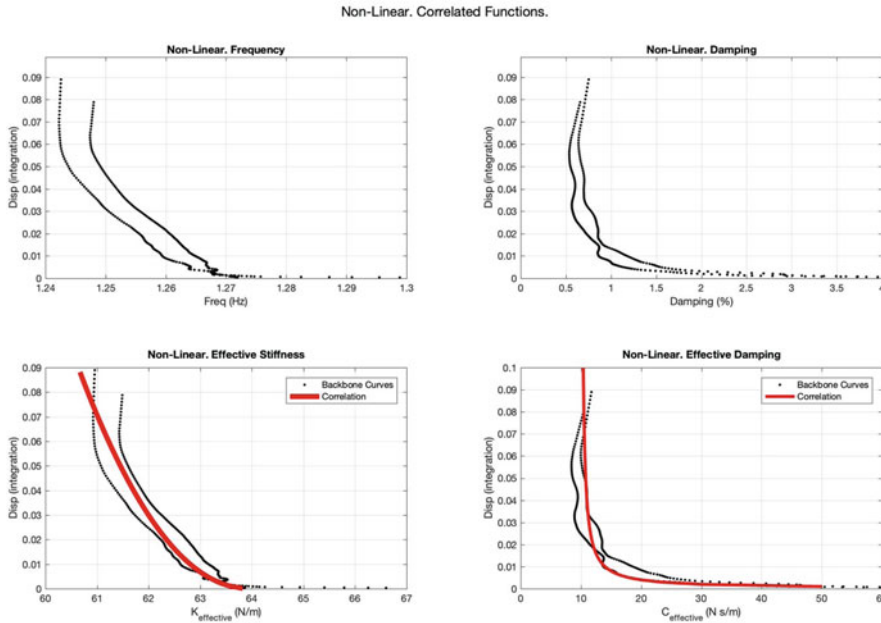 Non-Linear. Correlated Functions.
Non-Linear. Frequency
Disp (integration)
0.09
0.08
0.07
0.06
0.05
0.04
0.03
0.02
0.01
0
1.24 1.25 1.26 1.27 1.28 1.29 1.3
Freq (Hz)
Non-Linear. Damping
Disp (integration)
0.09
0.08
0.07
0.06
0.05
0.04
0.03
0.02
0.01
0
0 0.5 1 1.5 2 2.5 3 3.5 4
Damping (%)
Non-Linear. Effective Stiffness
Disp (integration)
0.09
0.08
0.07
0.06
0.05
0.04
0.03
0.02
0.01
0
60 61 62 63 64 65 66 67
K effective (N/m)
Backbone Curves
Correlation
Non-Linear. Effective Damping
Disp (integration)
0.1
0.09
0.08
0.07
0.06
0.05
0.04
0.03
0.02
0.01
0
0 10 20 30 40 50 60
C effective (N s/m)
Backbone Curves
Correlation